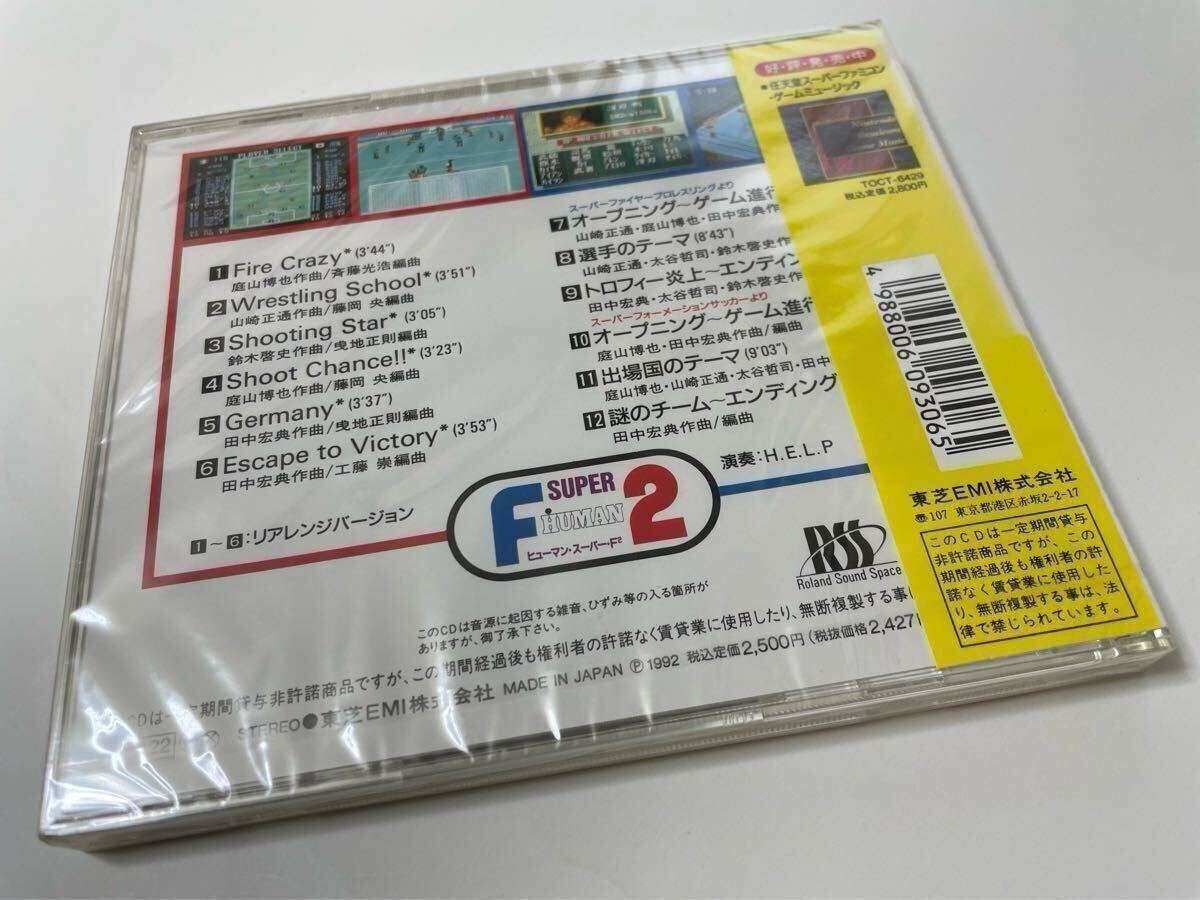 PLAYER SELECT
1 Fire Crazy* (3'44")
庭山博也作曲/斉藤光浩編曲
2 Wrestling School* (3'51")
山崎正通作曲/藤岡 央編曲
3 Shooting Star* (3'05")
鈴木啓史作曲/曳地正則編曲
4 Shoot Chance!!* (3'23")
庭山博也作曲/藤岡 央編曲
5 Germany* (3'37")
田中宏典作曲/曳地正則編曲
6 Escape to Victory* (3'53")
田中宏典作曲/工藤 崇編曲
1〜6:リアレンジバージョン
スーパーファイヤープロレスリングより
7 オープニング〜ゲーム進行
山崎正通・庭山博也・田中宏典作
8 選手のテーマ (8'43")
山崎正通・太谷哲司・鈴木啓史作
9 トロフィー炎上〜エンディン
田中宏典・太谷哲司・鈴木啓
スーパーフォーメーションサッカーより
10 オープニング〜ゲーム進行
庭山博也・田中宏典作曲/編曲
11 出場国のテーマ (9'03")
庭山博也・山崎正通・太谷哲司・田中
12 謎のチーム〜エンディング
田中宏典作曲/編曲
演奏:H.E.L.P
SUPER
F HUMAN 2
ヒューマン・スーパー・F²
RSS
Roland Sound Space
このCDは音源に起因する雑音、ひずみ等の入る箇所が
ありますが、御了承下さい。
CDは一定期間貸与非許諾商品ですが、この期間経過後も権利者の許諾なく賃貸業に使用したり、無断複製する事
22 STEREO ● 東芝EMI株式会社 MADE IN JAPAN Ⓟ 1992 税込定価2,500円 (税抜価格2,427
好・評・発・売・中
●任天堂スーパーファミコン
・ゲームミュージック
TOCT-6429
税込定価2,800円
4 988006 093065
東芝EMI株式会社
〒107 東京都港区赤坂2-2-17
このCDは一定期間貸与
非許諾商品ですが、この
期間経過後も権利者の許
諾なく賃貸業に使用した
り、無断複製する事は、法
律で禁じられています。